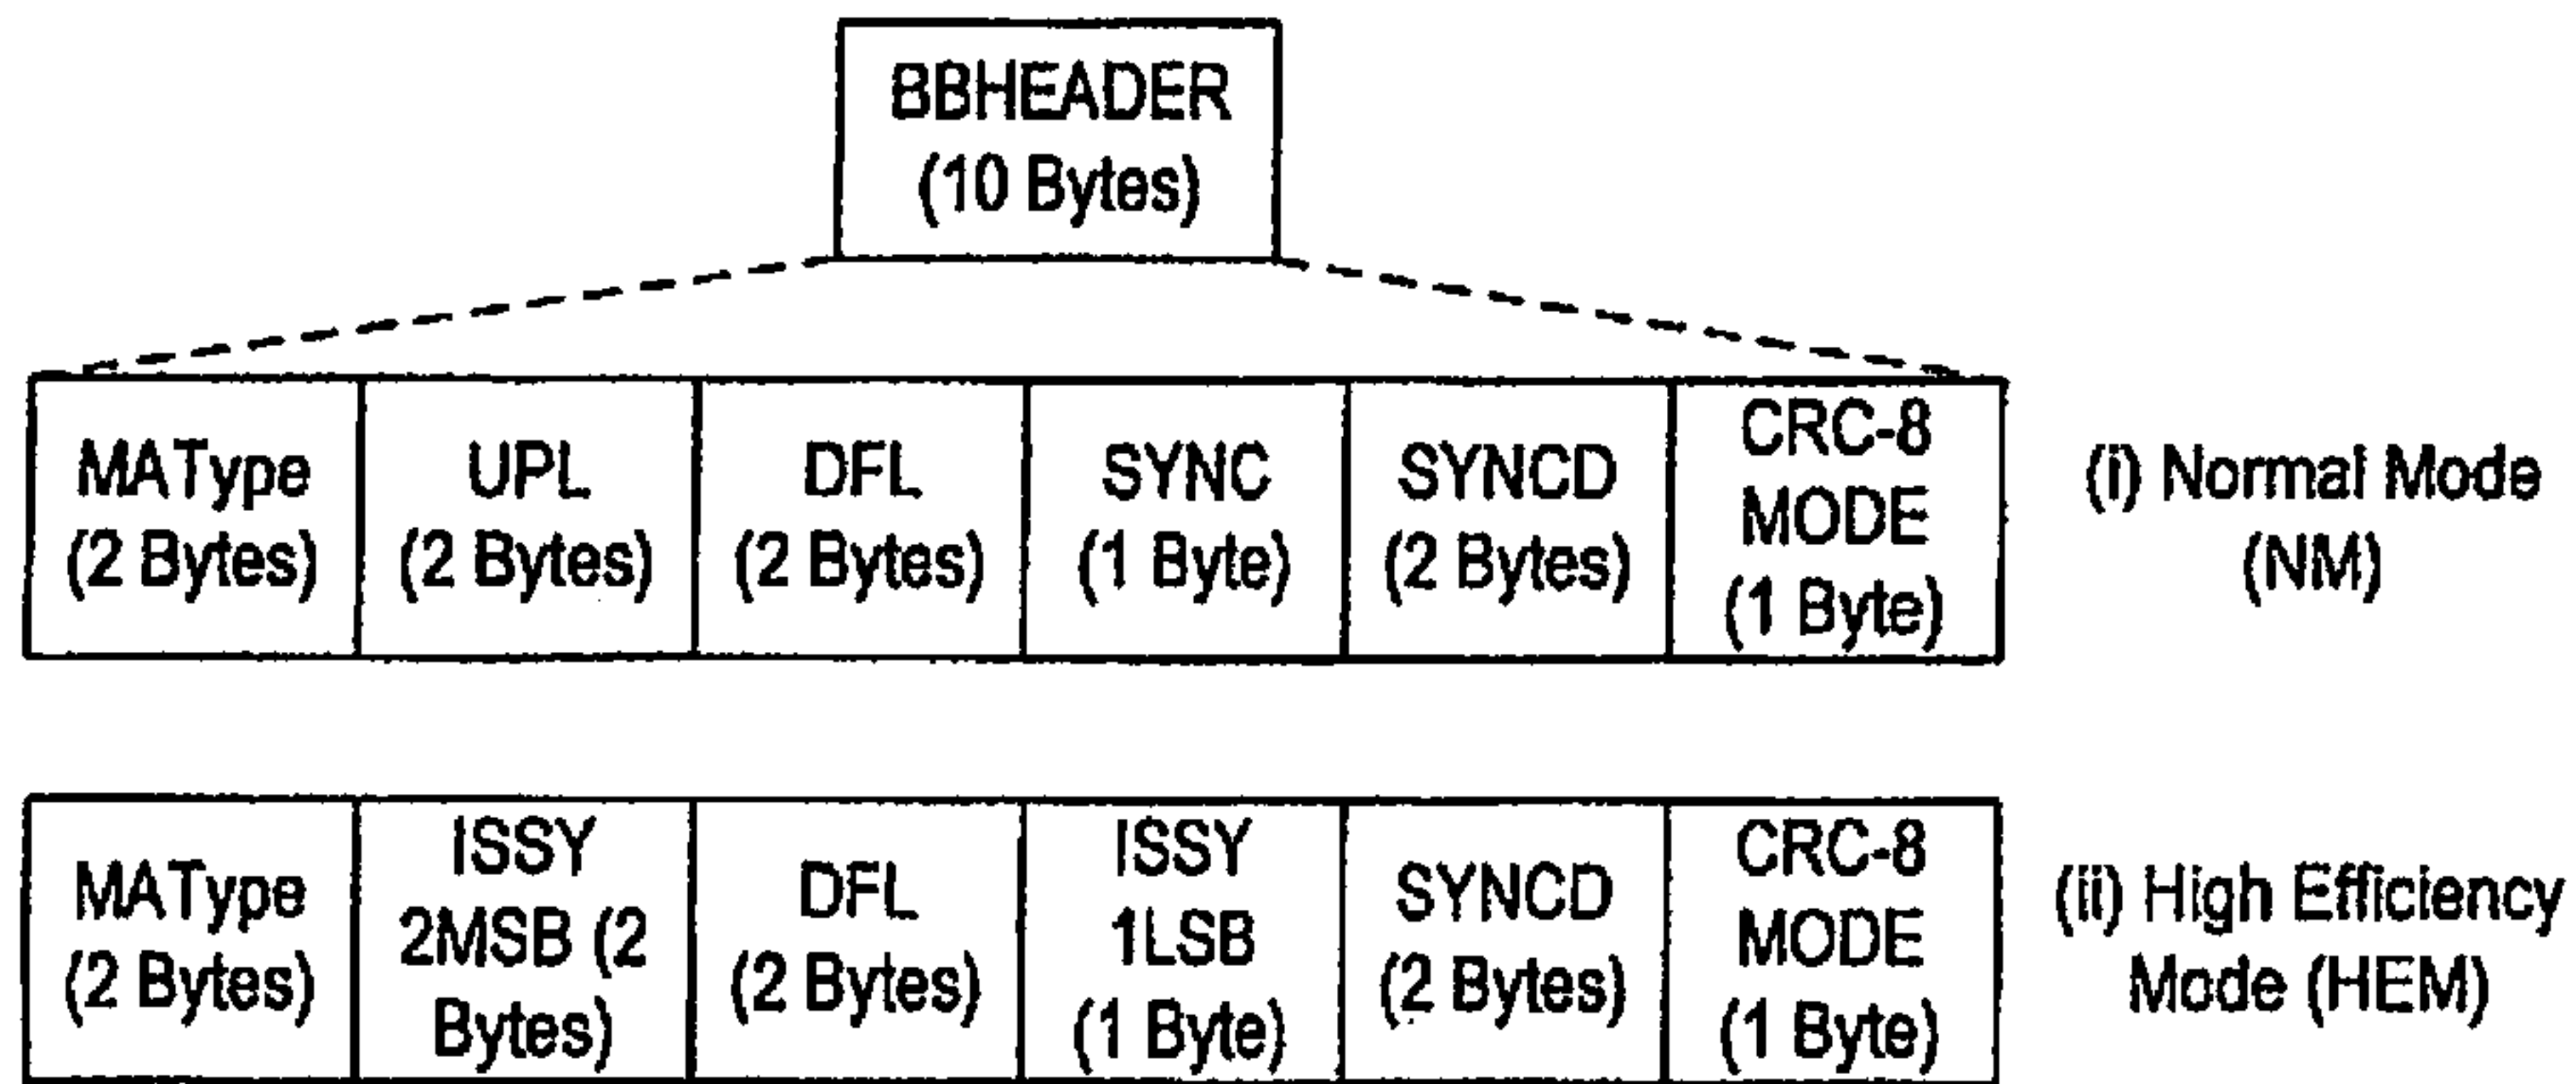 BBHEADER
(10 Bytes)
MAType
(2 Bytes)
UPL
(2 Bytes)
DFL
(2 Bytes)
SYNC
(1 Byte)
SYNCD
(2 Bytes)
CRC-8
MODE
(1 Byte)
(i) Normal Mode
(NM)
MAType
(2 Bytes)
ISSY
2MSB (2
Bytes)
DFL
(2 Bytes)
ISSY
1LSB
(1 Byte)
SYNCD
(2 Bytes)
CRC-8
MODE
(1 Byte)
(ii) High Efficiency
Mode (HEM)